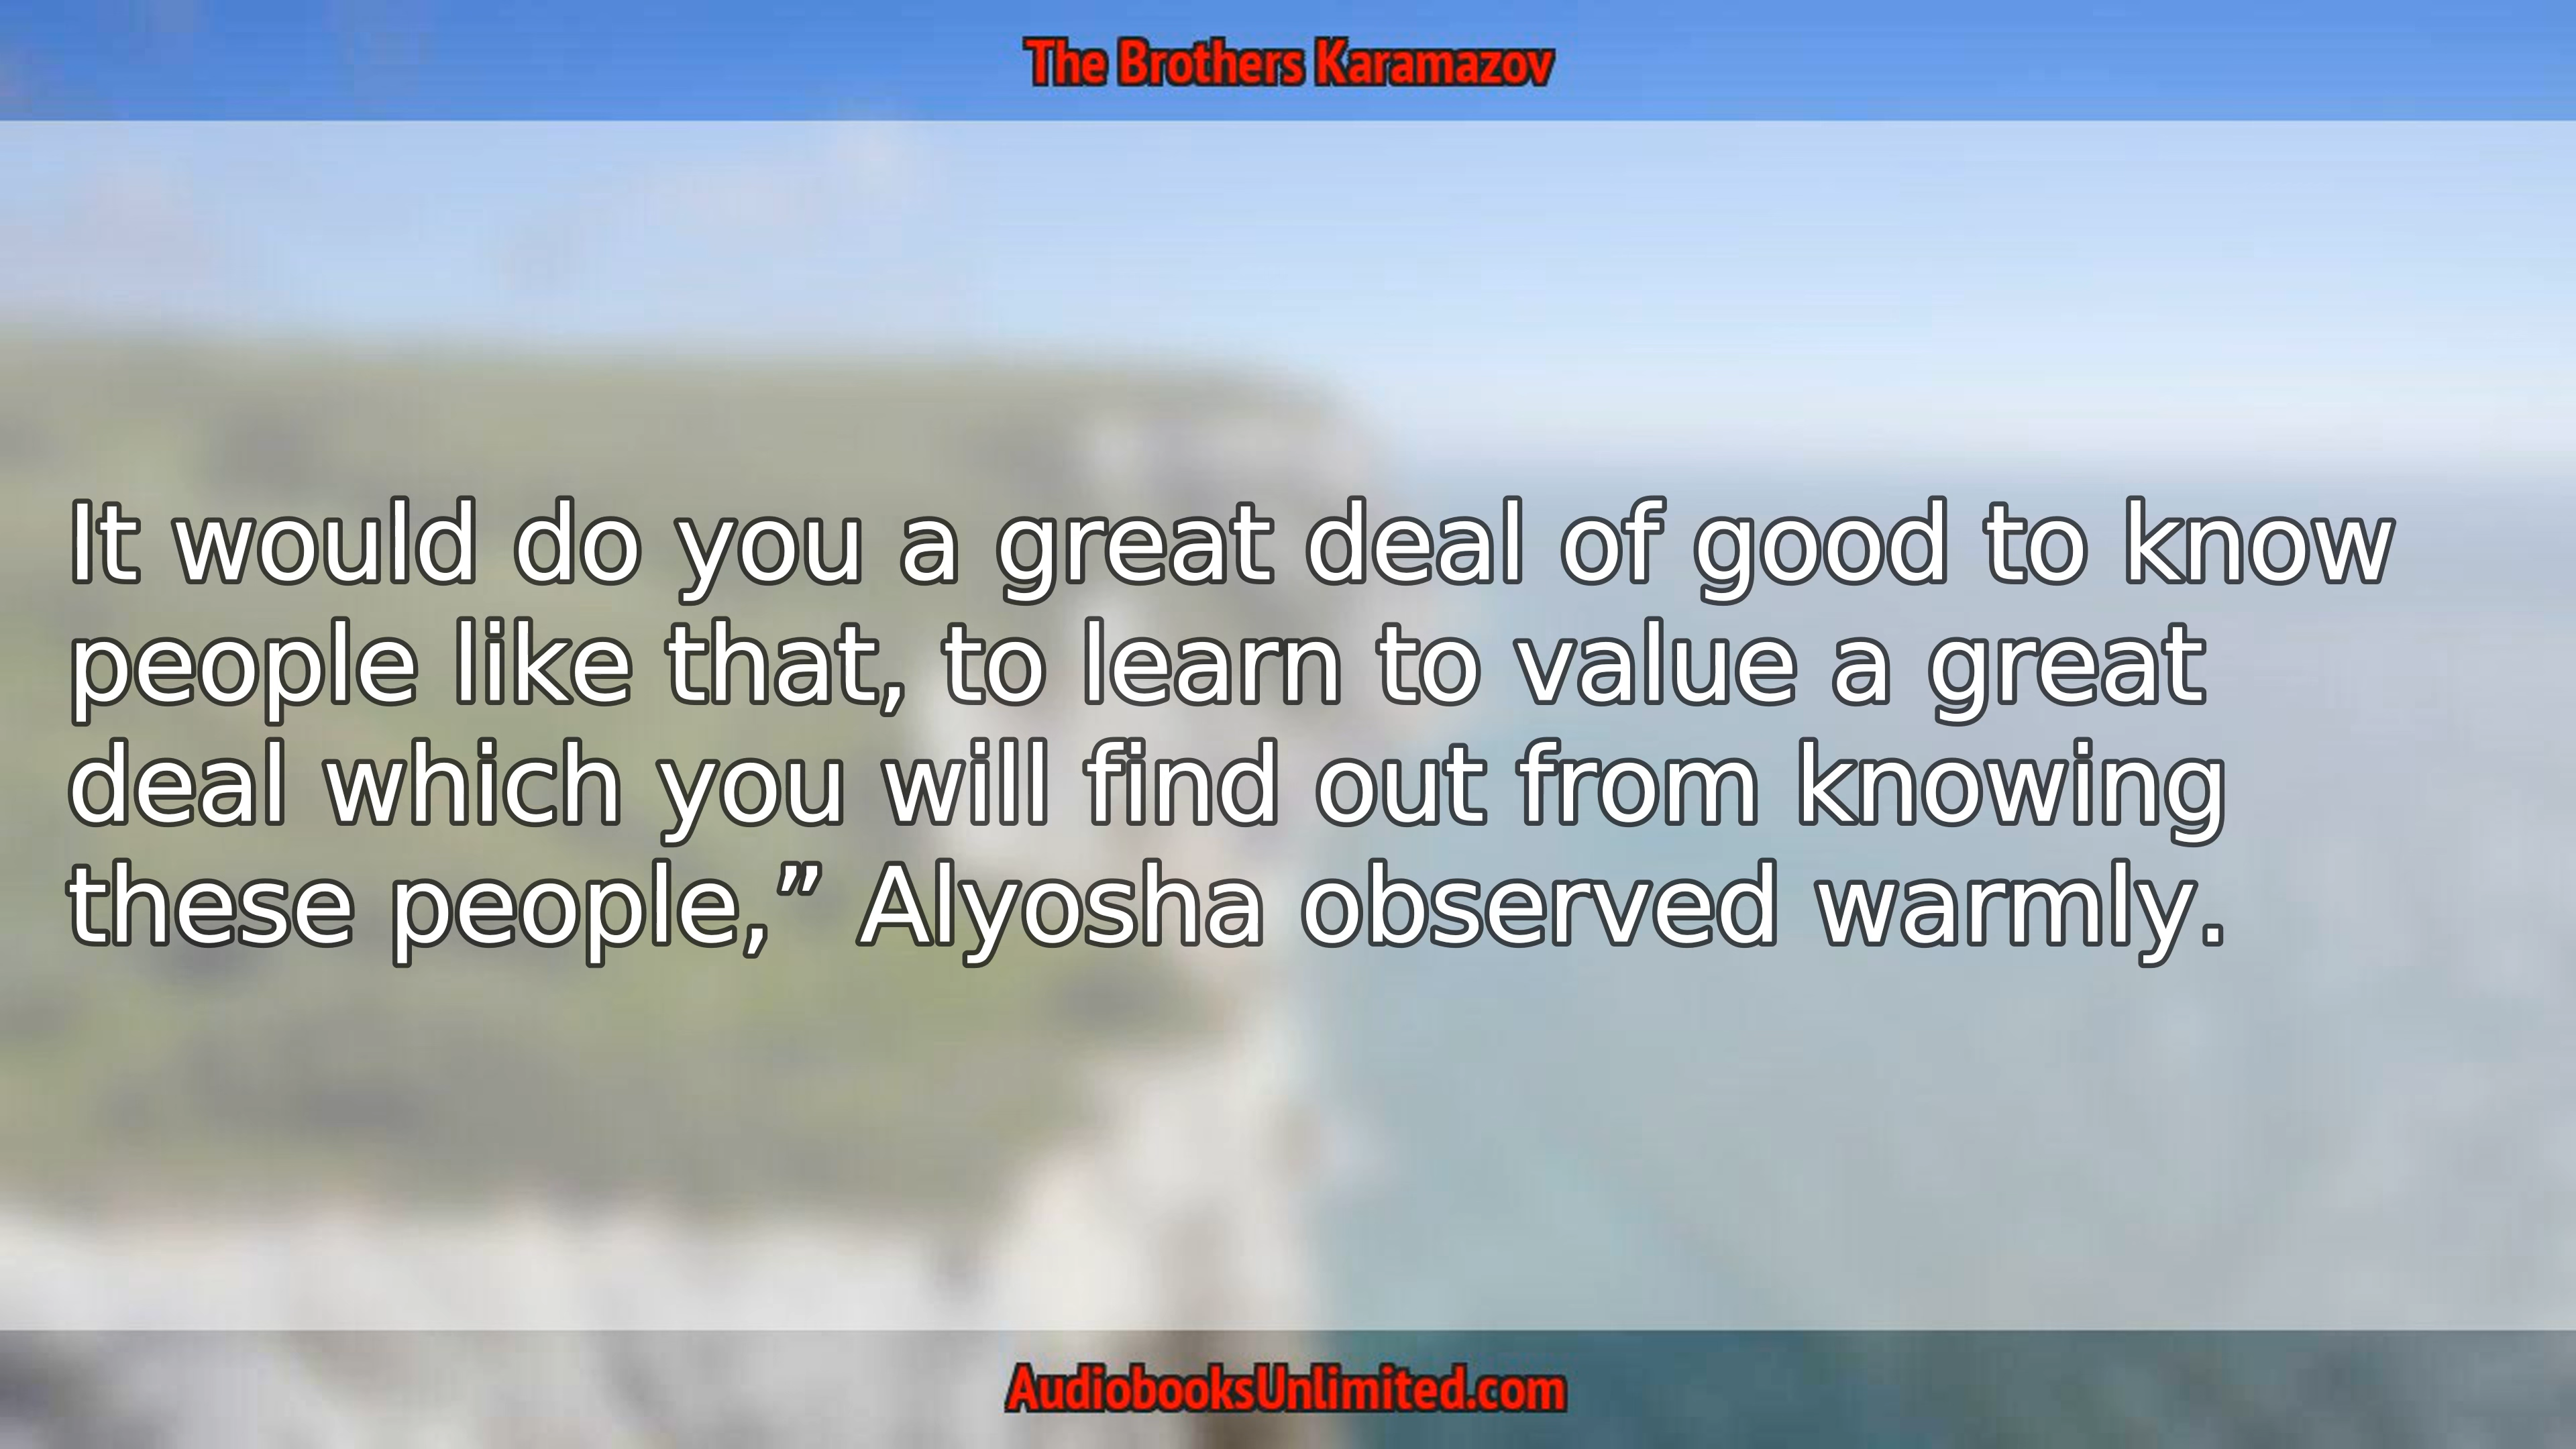 The Brothers Karamazov
It would do you a great deal of good to know
people like that, to learn to value a great
deal which you will find out from knowing
these people,” Alyosha observed warmly.
AudiobooksUnlimited.com